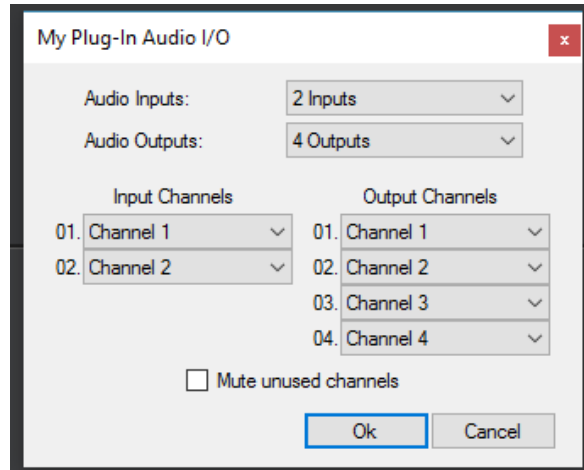 My Plug-In Audio I/O
x
Audio Inputs: 2 Inputs
Audio Outputs: 4 Outputs
Input Channels Output Channels
01. Channel 1 01. Channel 1
02. Channel 2 02. Channel 2
03. Channel 3
04. Channel 4
Mute unused channels
Ok Cancel